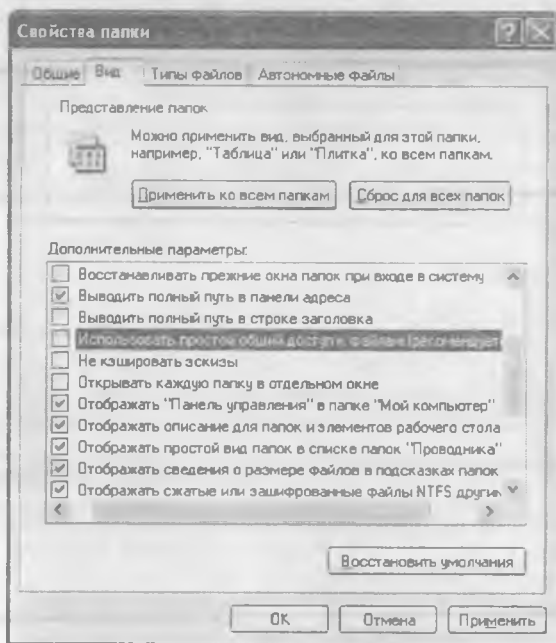 Свойства папки
Общие Вид Типы файлов Автономные файлы
Представление папок
Можно применить вид, выбранный для этой папки,
например, "Таблица" или "Плитка", ко всем папкам.
Применить ко всем папкам Сброс для всех папок
Дополнительные параметры:
Восстанавливать прежние окна папок при входе в систему
Выводить полный путь в панели адреса
Выводить полный путь в строке заголовка
Использовать простой общий доступ к файлам (рекомендует
Не кэшировать эскизы
Открывать каждую папку в отдельном окне
Отображать "Панель управления" в папке "Мой компьютер"
Отображать описание для папок и элементов рабочего стола
Отображать простой вид папок в списке папок "Проводника"
Отображать сведения о размере файлов в подсказках папок
Отображать сжатые или зашифрованные файлы NTFS другим
Восстановить умолчания
OK Отмена Применить